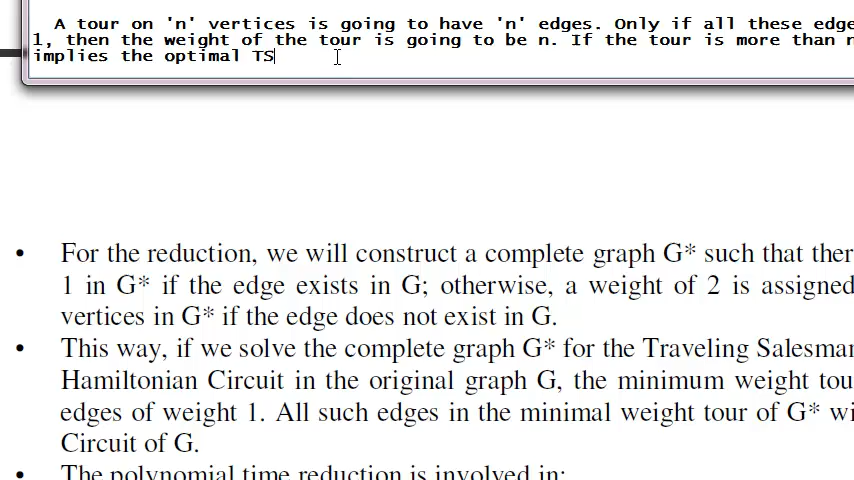 A tour on 'n' vertices is going to have 'n' edges. Only if all these edge
1, then the weight of the tour is going to be n. If the tour is more than n
implies the optimal TS
• For the reduction, we will construct a complete graph G* such that ther
1 in G* if the edge exists in G; otherwise, a weight of 2 is assigned
vertices in G* if the edge does not exist in G.
• This way, if we solve the complete graph G* for the Traveling Salesman
Hamiltonian Circuit in the original graph G, the minimum weight tou
edges of weight 1. All such edges in the minimal weight tour of G* wi
Circuit of G.
• The polynomial time reduction is involved in: